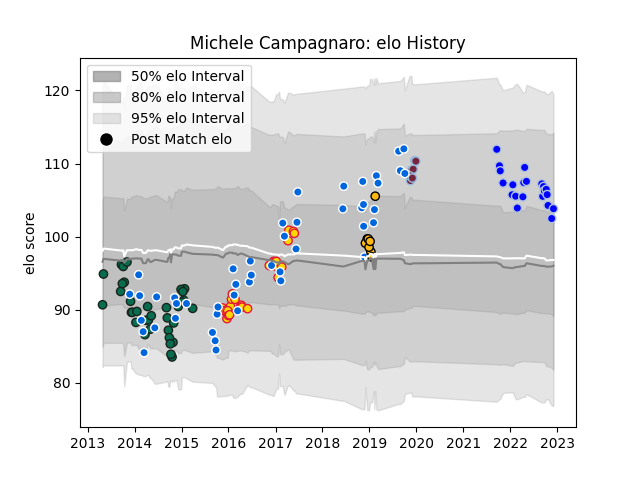 Michele Campagnaro: elo History
50% elo Interval
80% elo Interval
95% elo Interval
Post Match elo
elo score
120
110
100
90
80
2013 2014 2015 2016 2017 2018 2019 2020 2021 2022 2023